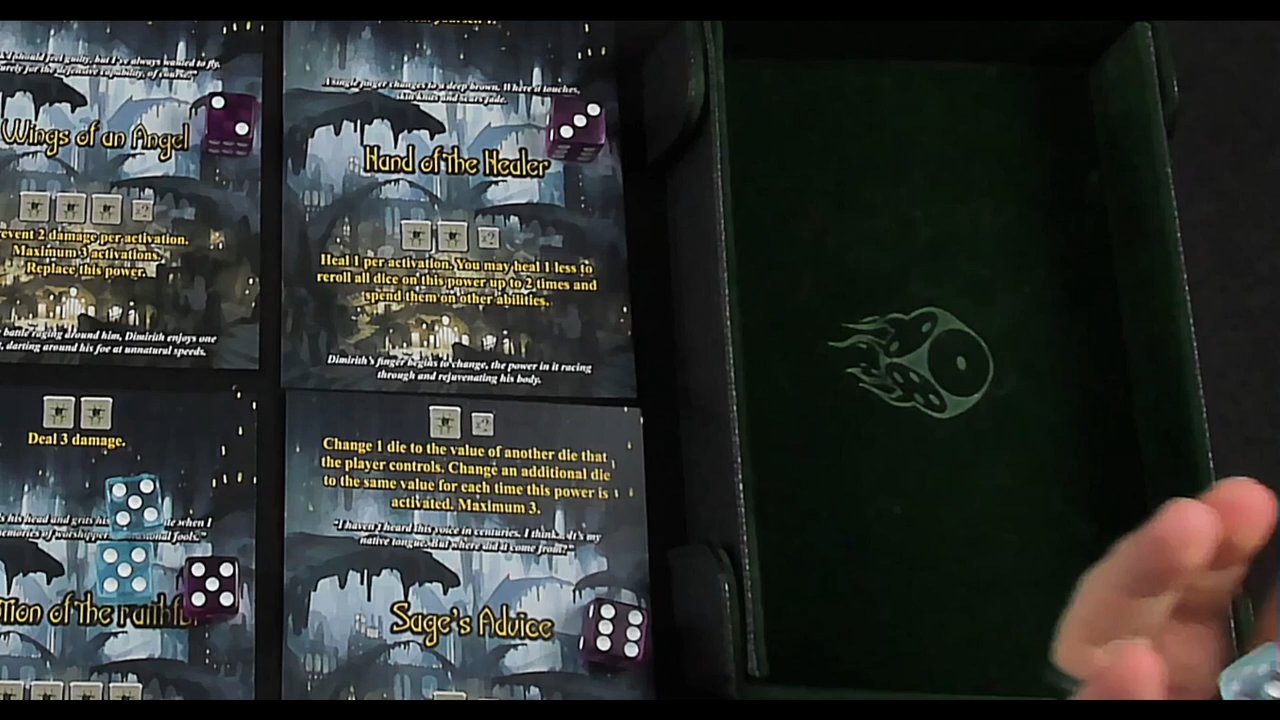 I should feel guilty, but I've always wanted to fly.
for the defensive capability, of course."
Wings of an Angel
event 2 damage per activation.
Maximum 3 activations.
Replace this power.
battle raging around him, Dimirith enjoys one
, darting around his foe at unnatural speeds.
A single finger changes to a deep brown. Where it touches,
skin knits and scars fade.
Hand of the Healer
Heal 1 per activation. You may heal 1 less to
reroll all dice on this power up to 2 times and
spend them on other abilities.
Dimirith's finger begins to change, the power in it racing
through and rejuvenating his body.
Deal 3 damage.
his head and grits his
when I
fools."
tion of the Faithf
x2
Change 1 die to the value of another die that
the player controls. Change an additional die
to the same value for each time this power is
activated. Maximum 3.
"I haven't heard this voice in centuries. I think... It's my
native tongue. But where did it come from?"
Sage's Advice